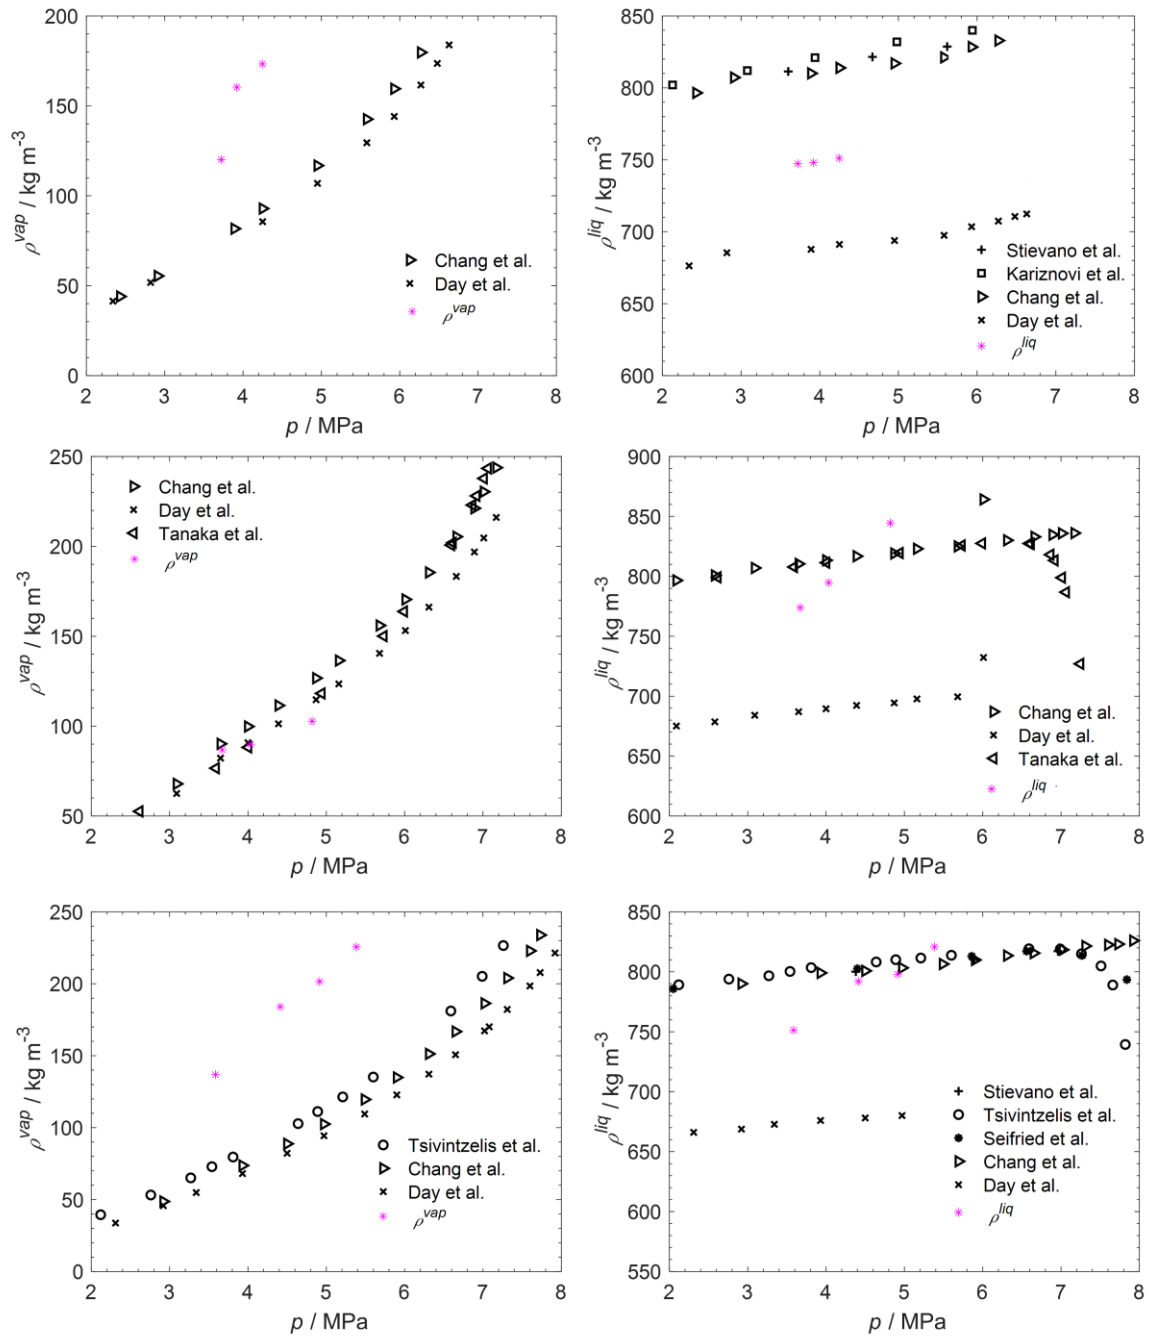 200
150
100
50
0
2 3 4 5 6 7 8
ρ^vap / kg m^-3
p / MPa
Chang et al.
Day et al.
ρ^vap
850
800
750
700
650
600
2 3 4 5 6 7 8
ρ^liq / kg m^-3
p / MPa
Stievano et al.
Kariznovi et al.
Chang et al.
Day et al.
ρ^liq
250
200
150
100
50
2 3 4 5 6 7 8
ρ^vap / kg m^-3
p / MPa
Chang et al.
Day et al.
Tanaka et al.
ρ^vap
900
850
800
750
700
650
600
2 3 4 5 6 7 8
ρ^liq / kg m^-3
p / MPa
Chang et al.
Day et al.
Tanaka et al.
ρ^liq
250
200
150
100
50
0
2 3 4 5 6 7 8
ρ^vap / kg m^-3
p / MPa
Tsivintzelis et al.
Chang et al.
Day et al.
ρ^vap
850
800
750
700
650
600
550
2 3 4 5 6 7 8
ρ^liq / kg m^-3
p / MPa
Stievano et al.
Tsivintzelis et al.
Seifried et al.
Chang et al.
Day et al.
ρ^liq